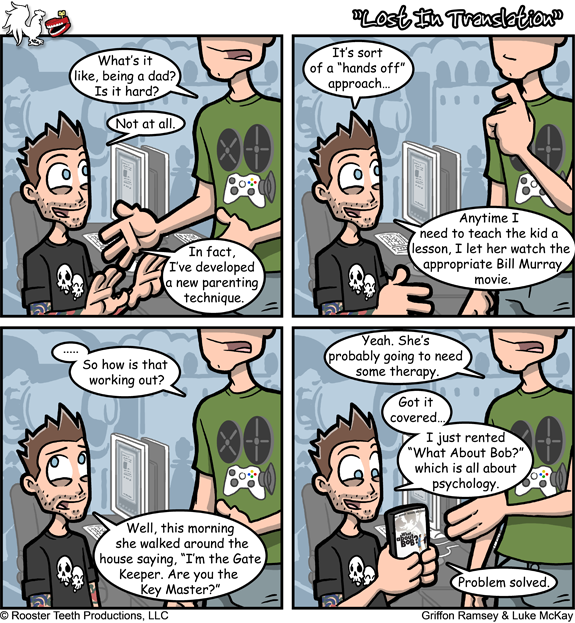 "Lost In Translation"
What's it
like, being a dad?
Is it hard?
Not at all.
In fact,
I've developed
a new parenting
technique.
It's sort
of a "hands off"
approach...
Anytime I
need to teach the kid a
lesson, I let her watch the
appropriate Bill Murray
movie.
.....
So how is that
working out?
Well, this morning
she walked around the
house saying, "I'm the Gate
Keeper. Are you the
Key Master?"
Yeah. She's
probably going to need
some therapy.
Got it
covered...
I just rented
"What About Bob?"
which is all about
psychology.
about
BOB?
Problem solved.
© Rooster Teeth Productions, LLC
Griffon Ramsey & Luke McKay